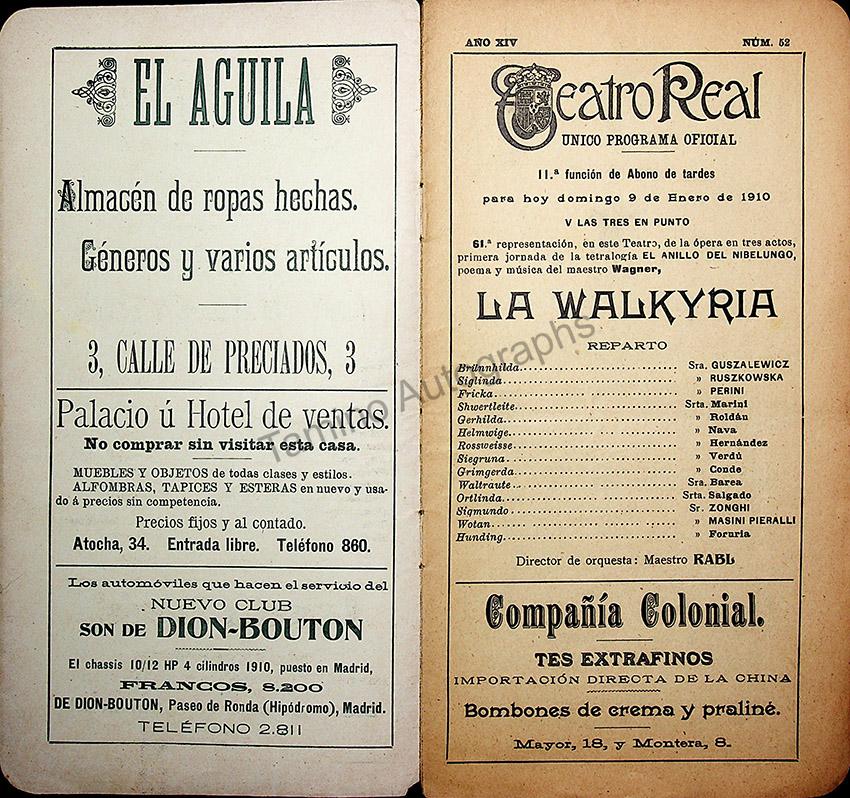 EL AGUILA
Almacén de ropas hechas.
Géneros y varios artículos.
3, CALLE DE PRECIADOS, 3
Palacio ú Hotel de ventas.
No comprar sin visitar esta casa.
MUEBLES Y OBJETOS de todas clases y estilos.
ALFOMBRAS, TAPICES Y ESTERAS en nuevo y usa-
do á precios sin competencia.
Precios fijos y al contado.
Atocha, 34. Entrada libre. Teléfono 860.
Los automóviles que hacen el servicio del
NUEVO CLUB
SON DE DION-BOUTON
El chassis 10/12 HP 4 cilindros 1910, puesto en Madrid,
FRANCOS, 8.200
DE DION-BOUTON, Paseo de Ronda (Hipódromo), Madrid.
TELÉFONO 2.811
AÑO XIV NÚM. 52
Teatro Real
UNICO PROGRAMA OFICIAL
11.ª función de Abono de tardes
para hoy domingo 9 de Enero de 1910
V LAS TRES EN PUNTO
61.ª representación, en este Teatro, de la ópera en tres actos,
primera jornada de la tetralogía EL ANILLO DEL NIBELUNGO,
poema y música del maestro Wagner,
LA WALKYRIA
REPARTO
Brünnhilda Sra. GUSZALEWICZ
Siglinda » RUSZKOWSKA
Fricka » PERINI
Shwertleite Srta. Marini
Gerhilda » Roldán
Helmwige » Nava
Rossweisse » Hernández
Siegruna » Verdú
Grimgerda » Conde
Waltraute Sra. Barea
Ortlinda Srta. Salgado
Sigmundo Sr. ZONGHI
Wotan » MASINI PIERALLI
Hunding » Foruria
Director de orquesta: Maestro RABL
Compañía Colonial.
TES EXTRAFINOS
IMPORTACIÓN DIRECTA DE LA CHINA
Bombones de crema y praliné.
Mayor, 18, y Montera, 8.
Tamino Autographs